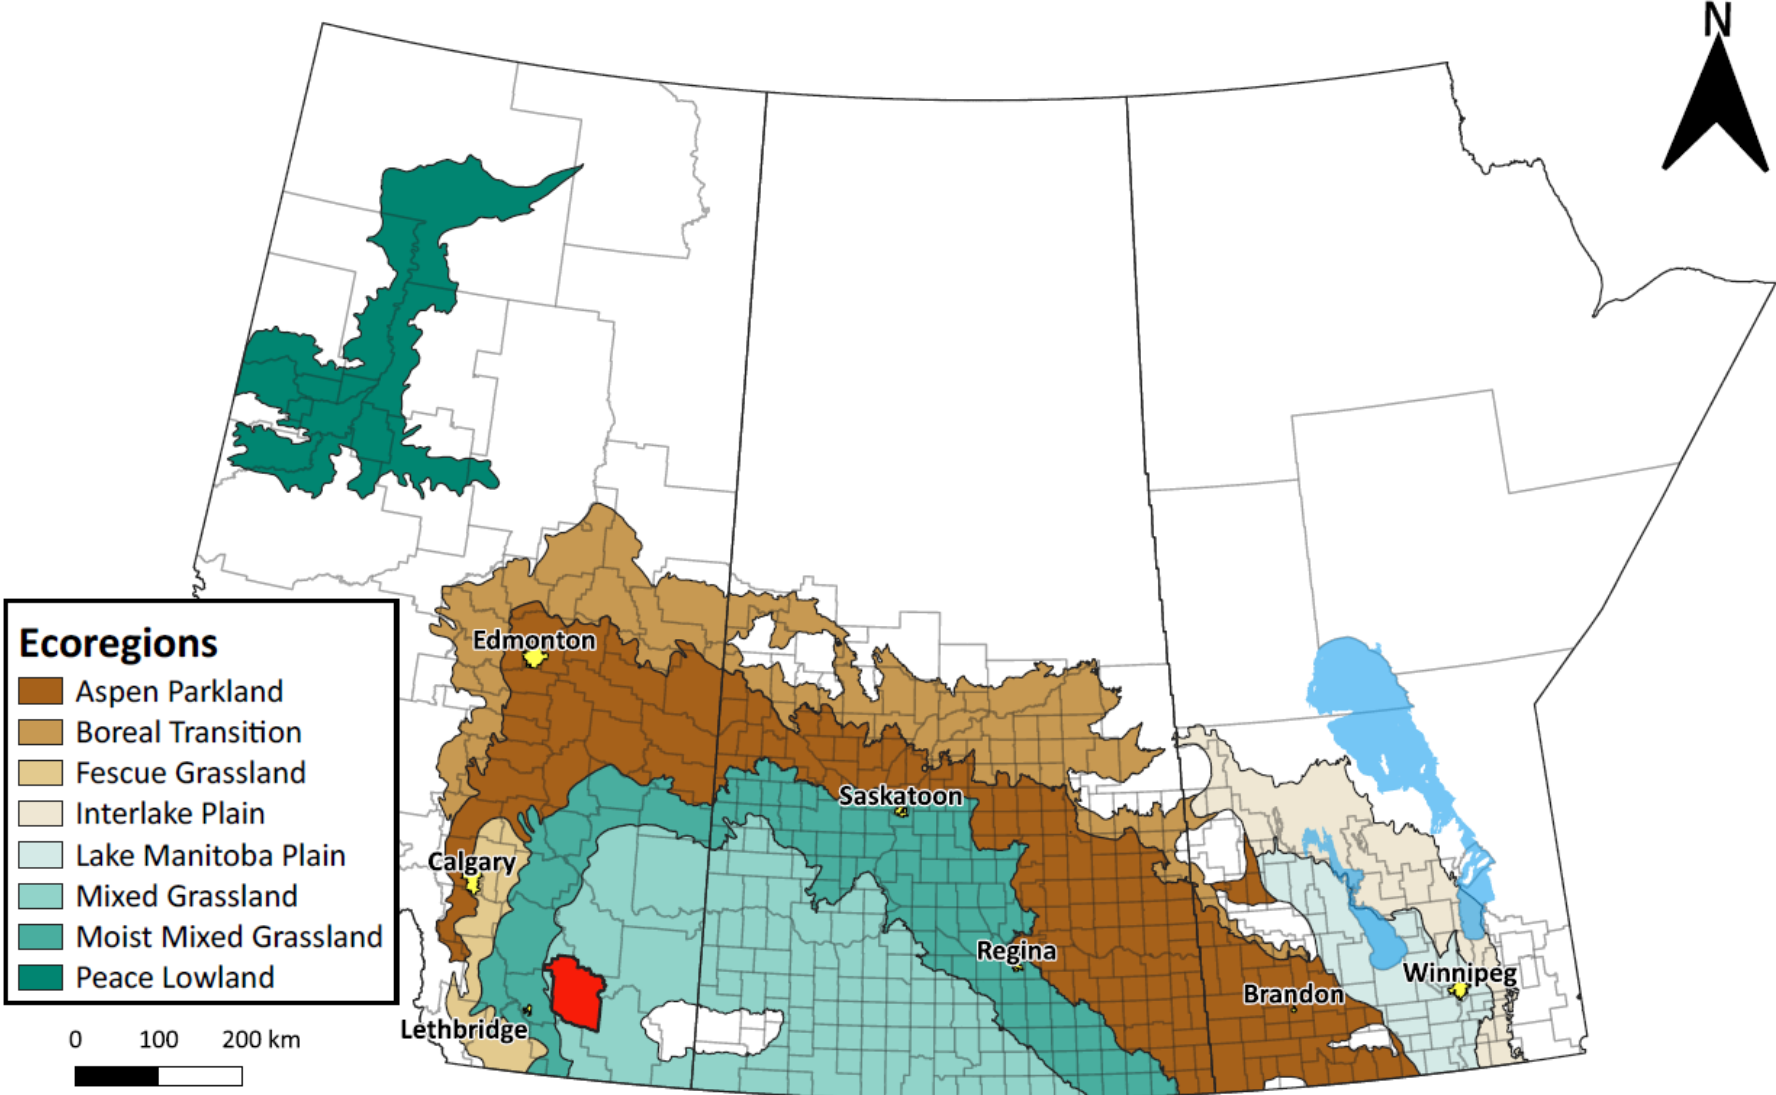 N
Edmonton
Ecoregions
Aspen Parkland
Boreal Transition
Fescue Grassland
Interlake Plain
Lake Manitoba Plain
Mixed Grassland
Moist Mixed Grassland
Peace Lowland
Saskatoon
Calgary
Regina
Winnipeg
Brandon
Lethbridge
0 100 200 km